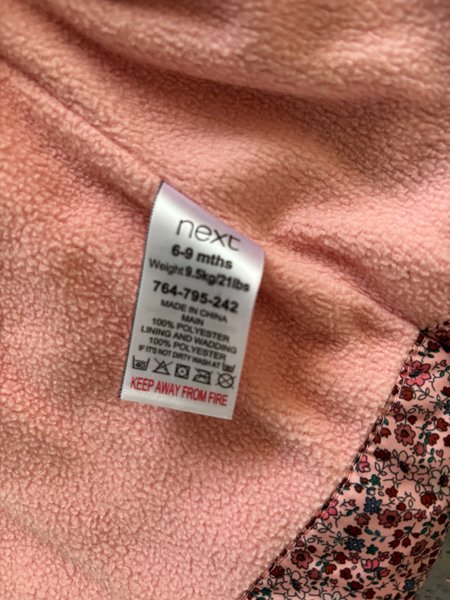 next
6-9 mths
Weight 9.5kg/21lbs
764-795-242
MADE IN CHINA
MAIN
100% POLYESTER
LINING AND WADDING
100% POLYESTER
IF IT'S NOT DIRTY WASH AT
KEEP AWAY FROM FIRE